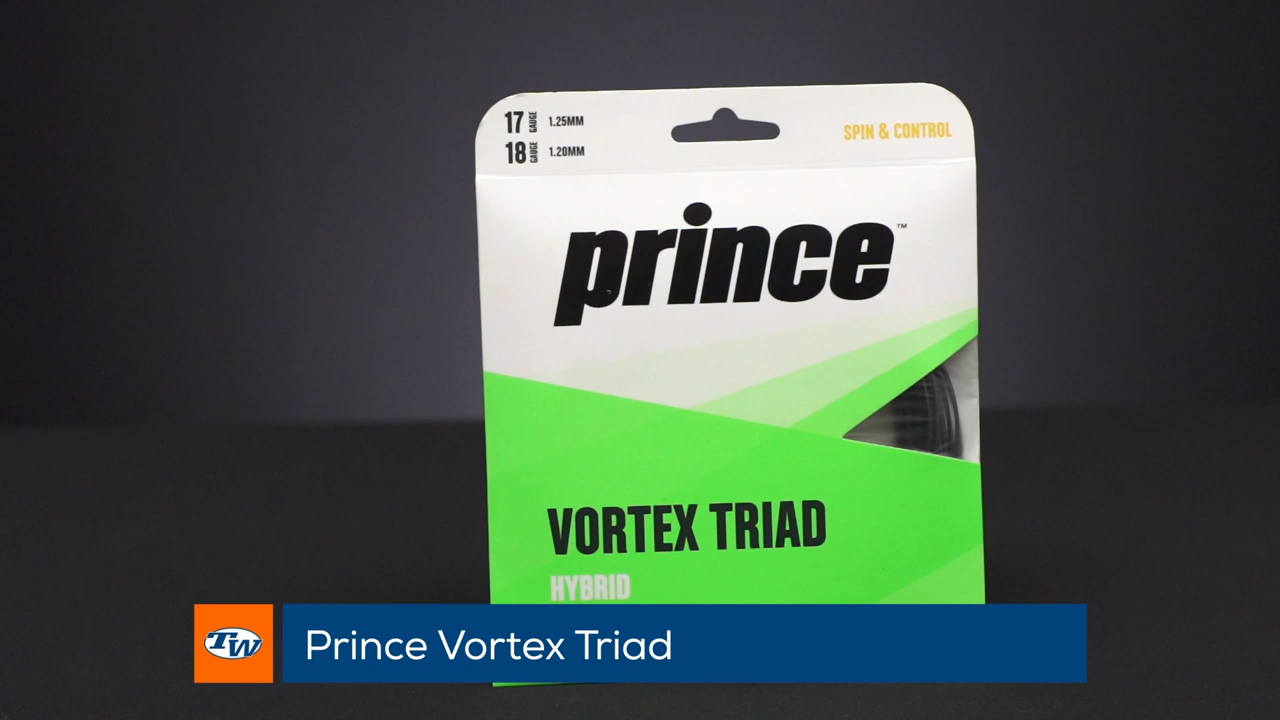 17 GAUGE 1.25MM
18 GAUGE 1.20MM
SPIN & CONTROL
prince™
VORTEX TRIAD
HYBRID
TW Prince Vortex Triad